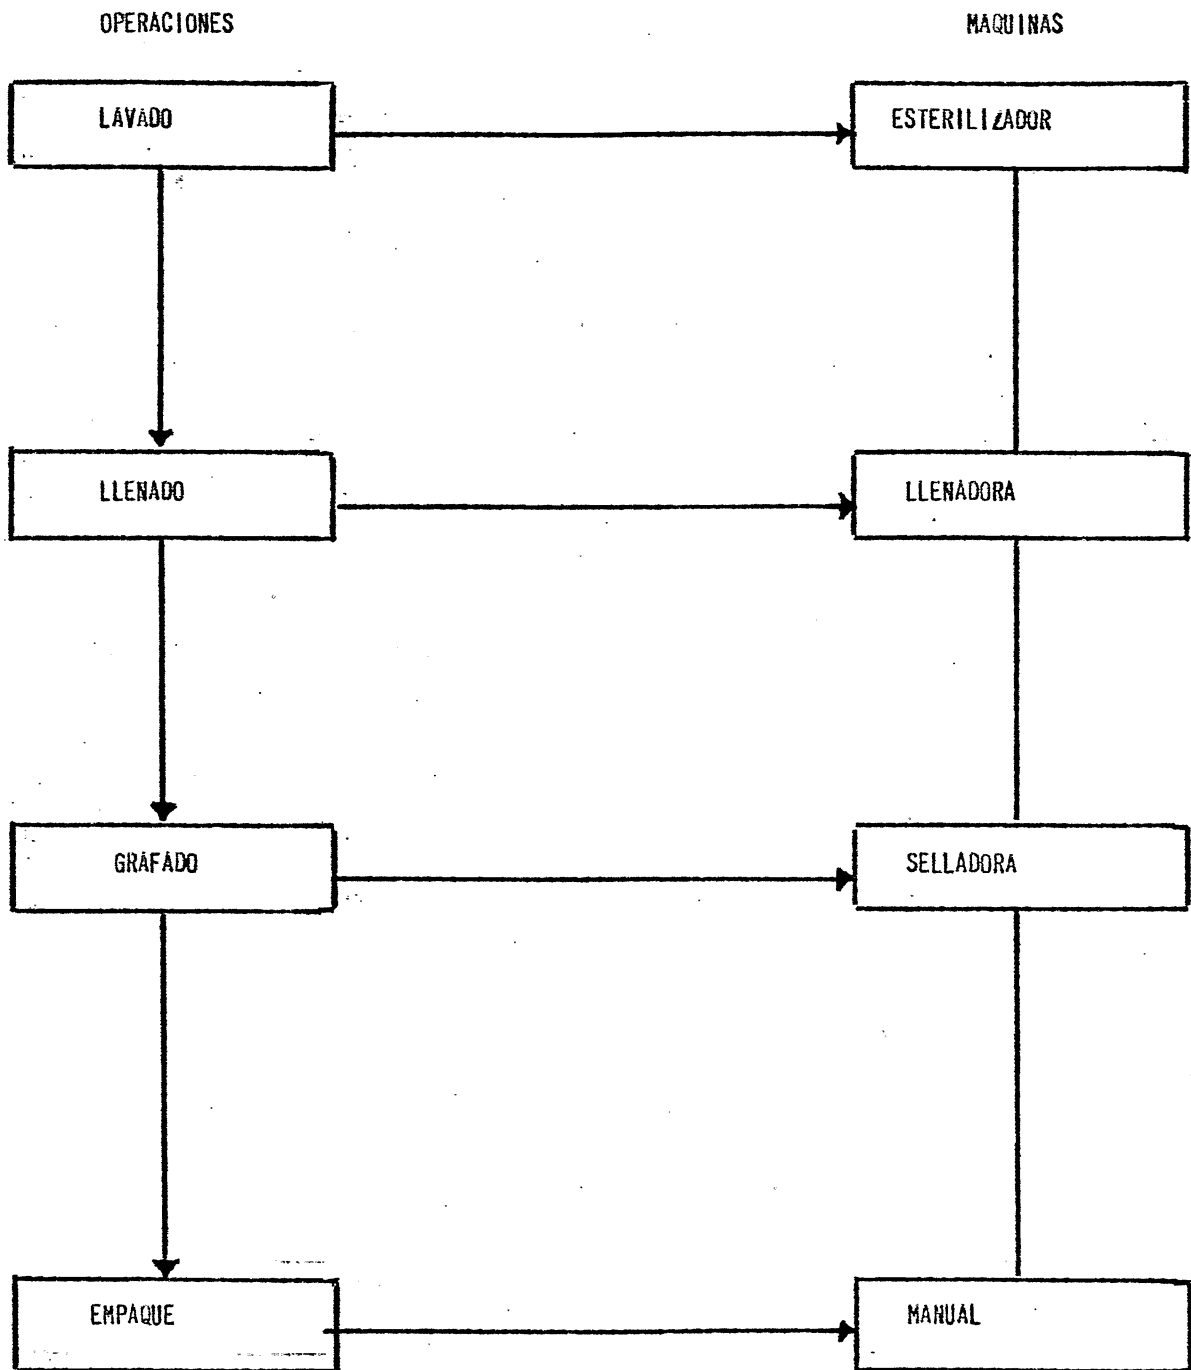 OPERACIONES MAQUINAS
LAVADO ESTERILIZADOR
LLENADO LLENADORA
GRAFADO SELLADORA
EMPAQUE MANUAL